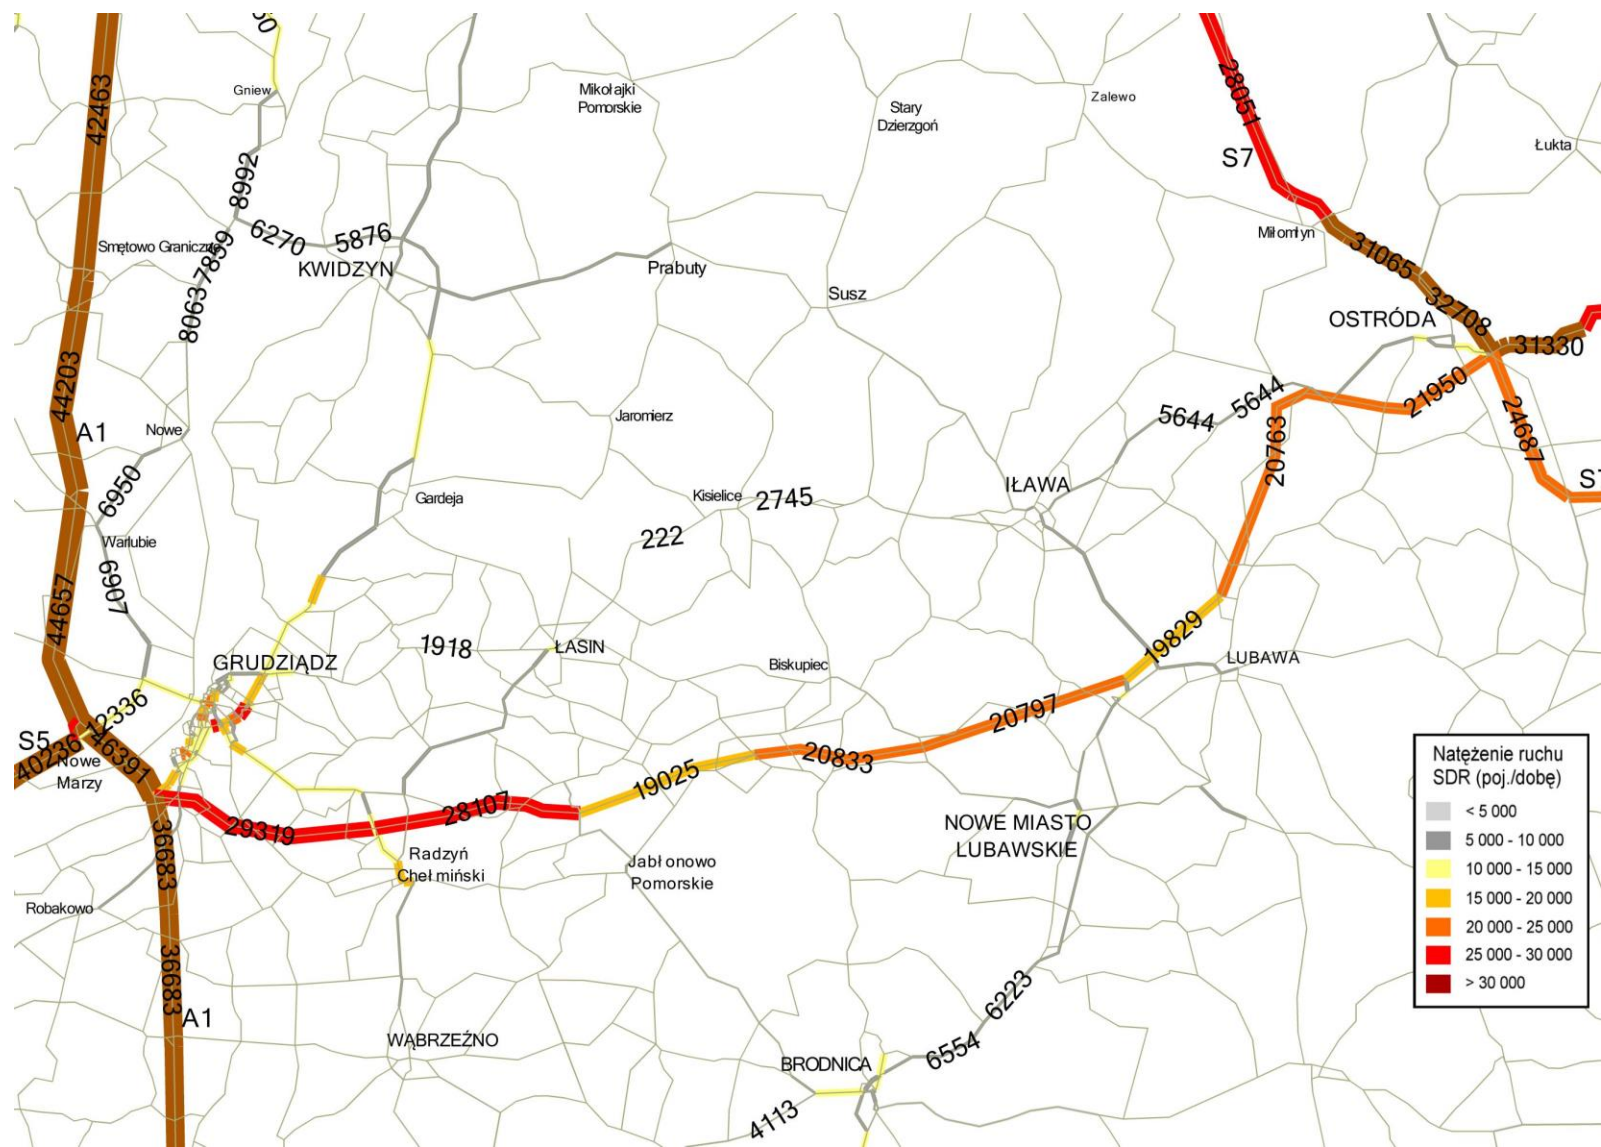 42463
Gniew
Mikołajki
Pomorskie
Stary
Dzierzgoń
Zalewo
28051
S7
Łukta
8992
Smętowo Graniczne
7859
6270
5876
KWIDZYN
Prabuty
Miłomłyn
31065
8063
Susz
32708
OSTRÓDA
31330
44203
A1
Nowe
Jaromierz
5644
5644
21950
20763
24687
6950
Gardeja
Kisielice
2745
IŁAWA
222
Warlubie
6907
44657
1918
ŁASIN
19829
GRUDZIĄDZ
Biskupiec
LUBAWA
12336
S5
40236
46391
Nowe
Marzy
20797
20833
19025
28107
29319
36683
Radzyń
Chełmiński
Jabłonowo
Pomorskie
NOWE MIASTO
LUBAWSKIE
Robakowo
36683
A1
6223
WĄBRZEŹNO
6554
BRODNICA
4113
Natężenie ruchu
SDR (poj./dobę)
< 5 000
5 000 - 10 000
10 000 - 15 000
15 000 - 20 000
20 000 - 25 000
25 000 - 30 000
> 30 000